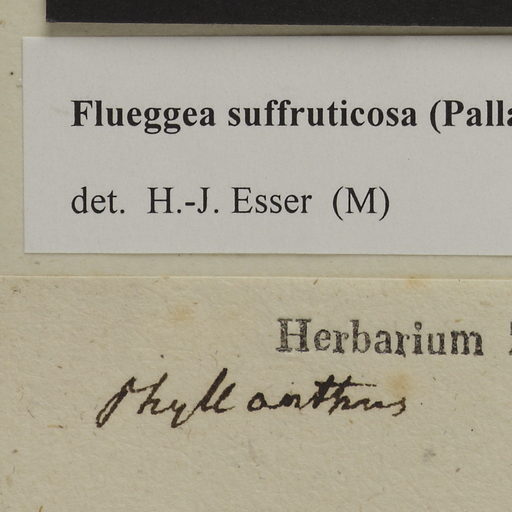 Flueggea suffruticosa (Palla
det. H.-J. Esser (M)
Herbarium
Phyllanthus